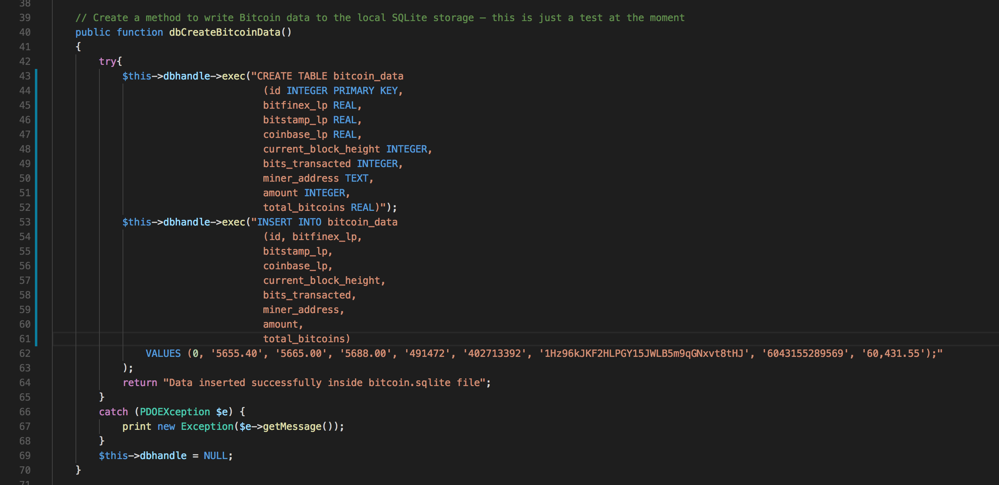 38
39 // Create a method to write Bitcoin data to the local SQLite storage – this is just a test at the moment
40 public function dbCreateBitcoinData()
41 {
42 try{
43 $this->dbhandle->exec("CREATE TABLE bitcoin_data
44 (id INTEGER PRIMARY KEY,
45 bitfinex_lp REAL,
46 bitstamp_lp REAL,
47 coinbase_lp REAL,
48 current_block_height INTEGER,
49 bits_transacted INTEGER,
50 miner_address TEXT,
51 amount INTEGER,
52 total_bitcoins REAL)");
53 $this->dbhandle->exec("INSERT INTO bitcoin_data
54 (id, bitfinex_lp,
55 bitstamp_lp,
56 coinbase_lp,
57 current_block_height,
58 bits_transacted,
59 miner_address,
60 amount,
61 total_bitcoins)
62 VALUES (0, '5655.40', '5665.00', '5688.00', '491472', '402713392', '1Hz96kJKF2HLPGY15JWLB5m9qGNxvt8tHJ', '6043155289569', '60,431.55');"
63 );
64 return "Data inserted successfully inside bitcoin.sqlite file";
65 }
66 catch (PDOEXception $e) {
67 print new Exception($e->getMessage());
68 }
69 $this->dbhandle = NULL;
70 }
71